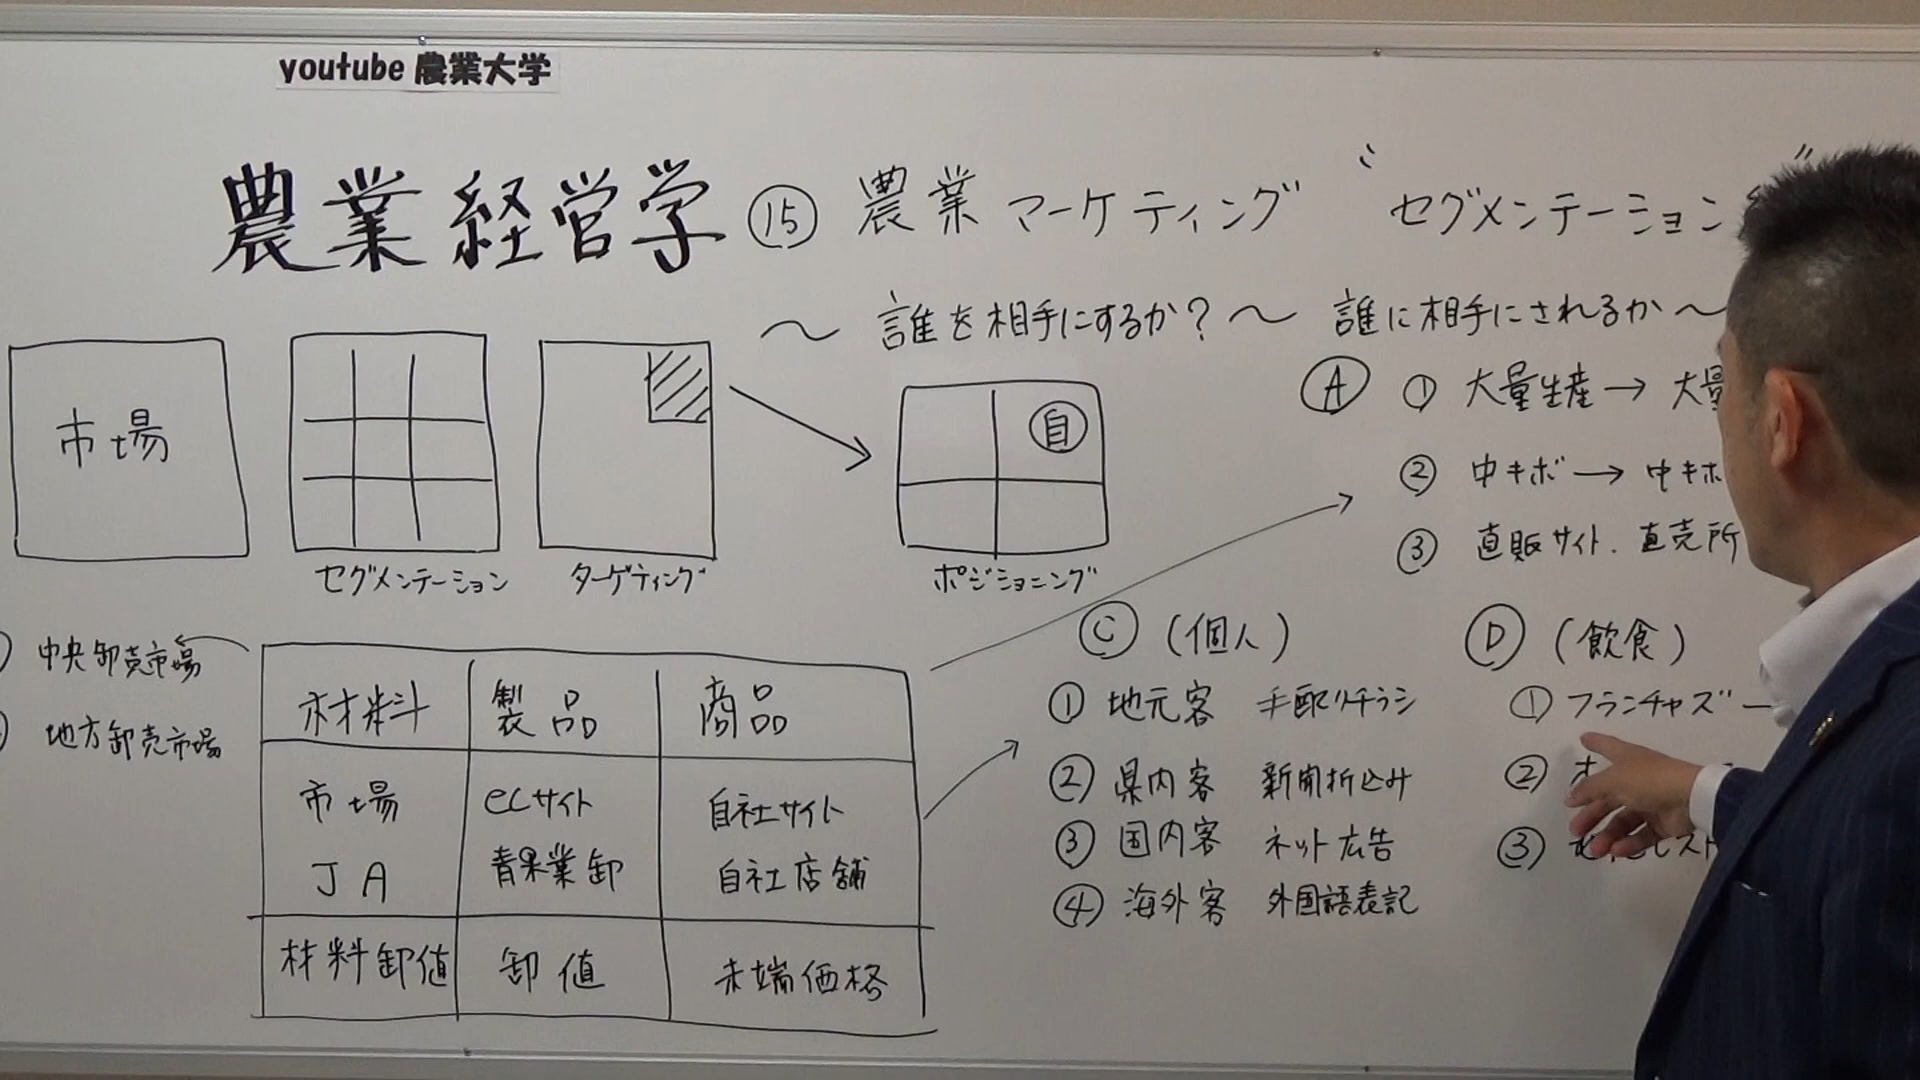 youtube 農業大学
農業経営学 ⑮ 農業マーケティング "セグメンテーション"
〜 誰を相手にするか? 〜 誰に相手にされるか〜
市場
自
セグメンテーション
ターゲティング
ポジショニング
Ⓐ ① 大量生産→ 大量
② 中キボ→ 中キボ
③ 直販サイト. 直売所
中央卸売市場
地方卸売市場
材料 製品 商品
市場 ECサイト 自社サイト
JA 青果業卸 自社店舗
材料卸値 卸値 末端価格
Ⓒ (個人)
① 地元客 手配りチラシ
② 県内客 新聞折込み
③ 国内客 ネット広告
④ 海外客 外国語表記
Ⓓ (飲食)
① フランチャズ
②
③